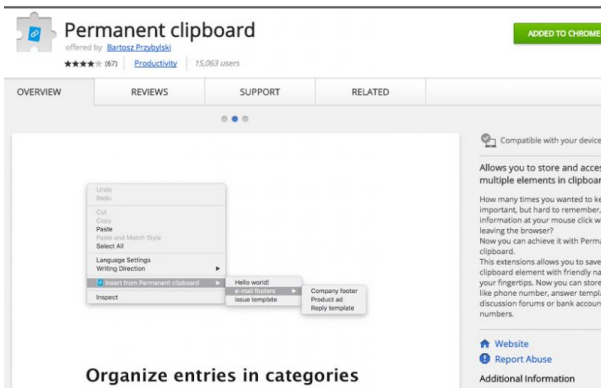 Permanent clipboard
offered by Bartosz Przybylski
(67) Productivity 15,063 users
ADDED TO CHROME
OVERVIEW REVIEWS SUPPORT RELATED
Compatible with your device
Undo
Redo
Cut
Copy
Paste
Paste and Match Style
Select All
Language Settings
Writing Direction
Insert from Permanent clipboard
Inspect
Hello world!
e-mail footers
issue template
Company footer
Product ad
Reply template
Organize entries in categories
Allows you to store and acces
multiple elements in clipboar
How many times you wanted to ke
important, but hard to remember,
information at your mouse click w
leaving the browser?
Now you can achieve it with Perma
clipboard.
This extensions allows you to save
clipboard element with friendly na
your fingertips. Now you can store
like phone number, answer templa
discussion forums or bank accoun
numbers.
Website
Report Abuse
Additional Information